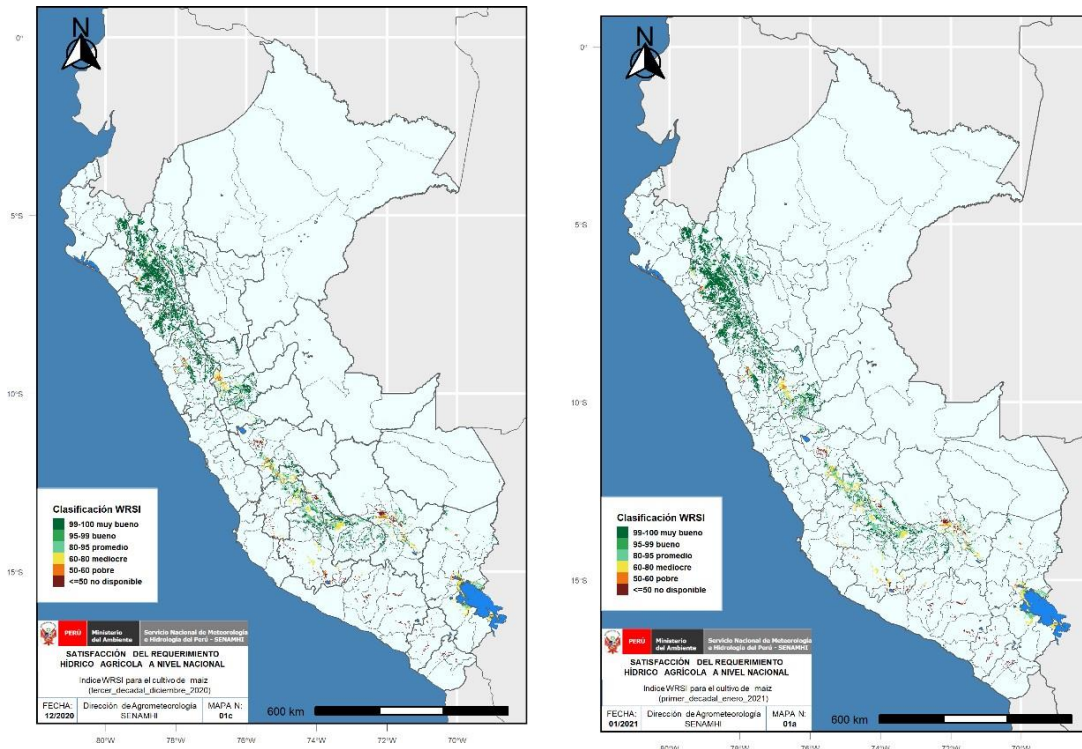 N
0°
5°S
10°S
15°S
Clasificación WRSI
99-100 muy bueno
95-99 bueno
80-95 promedio
60-80 mediocre
50-60 pobre
<=50 no disponible
PERÚ
Ministerio
del Ambiente
Servicio Nacional de Meteorología
e Hidrología del Perú - SENAMHI
SATISFACCIÓN DEL REQUERIMIENTO
HÍDRICO AGRÍCOLA A NIVEL NACIONAL
Indice WRSI para el cultivo de maiz
(tercer_decadal_diciembre_2020)
FECHA:
12/2020
Dirección de Agrometeorología
SENAMHI
MAPA N:
01c
600 km
80°W
78°W
76°W
74°W
72°W
70°W
N
0°
5°S
10°S
15°S
Clasificación WRSI
99-100 muy bueno
95-99 bueno
80-95 promedio
60-80 mediocre
50-60 pobre
<=50 no disponible
PERÚ
Ministerio
del Ambiente
Servicio Nacional de Meteorología
e Hidrología del Perú - SENAMHI
SATISFACCIÓN DEL REQUERIMIENTO
HÍDRICO AGRÍCOLA A NIVEL NACIONAL
Indice WRSI para el cultivo de maiz
(primer_decadal_enero_2021)
FECHA:
01/2021
Dirección de Agrometeorología
SENAMHI
MAPA N:
01a
600 km
80°W
78°W
76°W
74°W
72°W
70°W